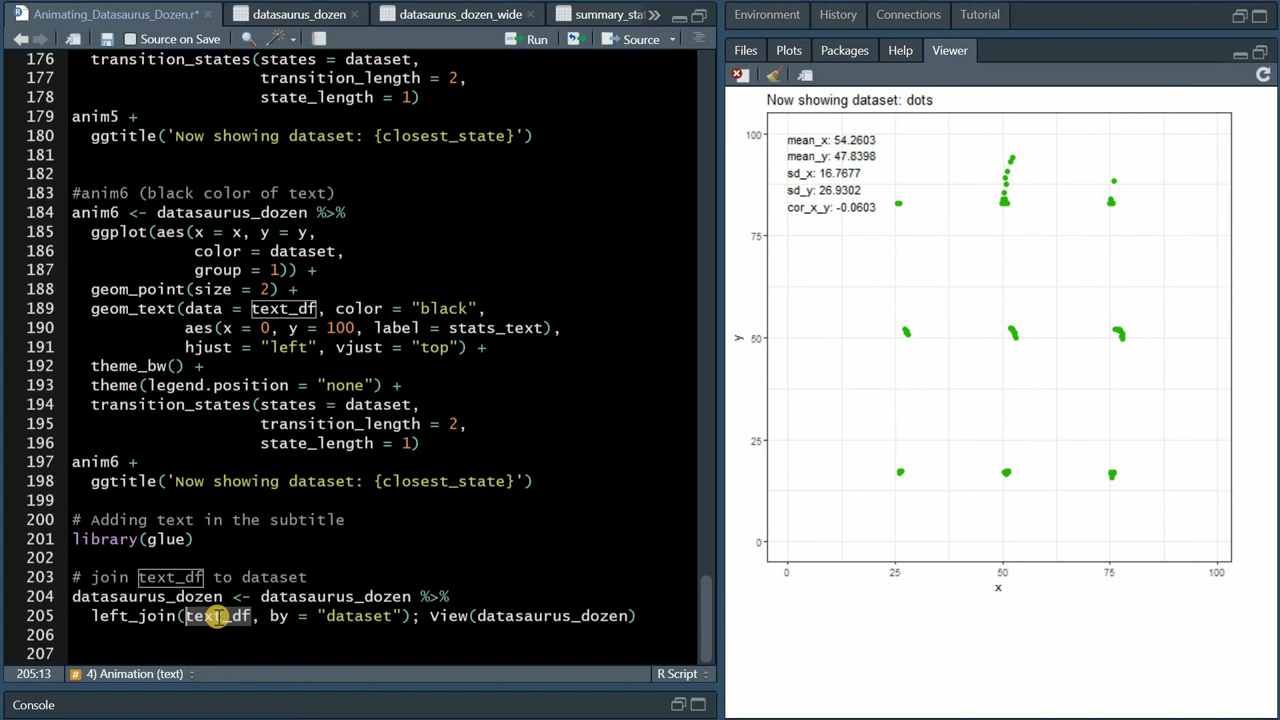 Animating_Datasaurus_Dozen.r* datasaurus_dozen datasaurus_dozen_wide summary_sta
Source on Save Run Source
176 transition_states(states = dataset,
177 transition_length = 2,
178 state_length = 1)
179 anim5 +
180 ggtitle('Now showing dataset: {closest_state}')
181
182
183 #anim6 (black color of text)
184 anim6 <- datasaurus_dozen %>%
185 ggplot(aes(x = x, y = y,
186 color = dataset,
187 group = 1)) +
188 geom_point(size = 2) +
189 geom_text(data = text_df, color = "black",
190 aes(x = 0, y = 100, label = stats_text),
191 hjust = "left", vjust = "top") +
192 theme_bw() +
193 theme(legend.position = "none") +
194 transition_states(states = dataset,
195 transition_length = 2,
196 state_length = 1)
197 anim6 +
198 ggtitle('Now showing dataset: {closest_state}')
199
200 # Adding text in the subtitle
201 library(glue)
202
203 # join text_df to dataset
204 datasaurus_dozen <- datasaurus_dozen %>%
205 left_join(text_df, by = "dataset"); View(datasaurus_dozen)
206
207
205:13 # 4) Animation (text) R Script
Console
Environment History Connections Tutorial
Files Plots Packages Help Viewer
Now showing dataset: dots
mean_x: 54.2603
mean_y: 47.8398
sd_x: 16.7677
sd_y: 26.9302
cor_x_y: -0.0603
100
75
50
25
0
y
0 25 50 75 100
x